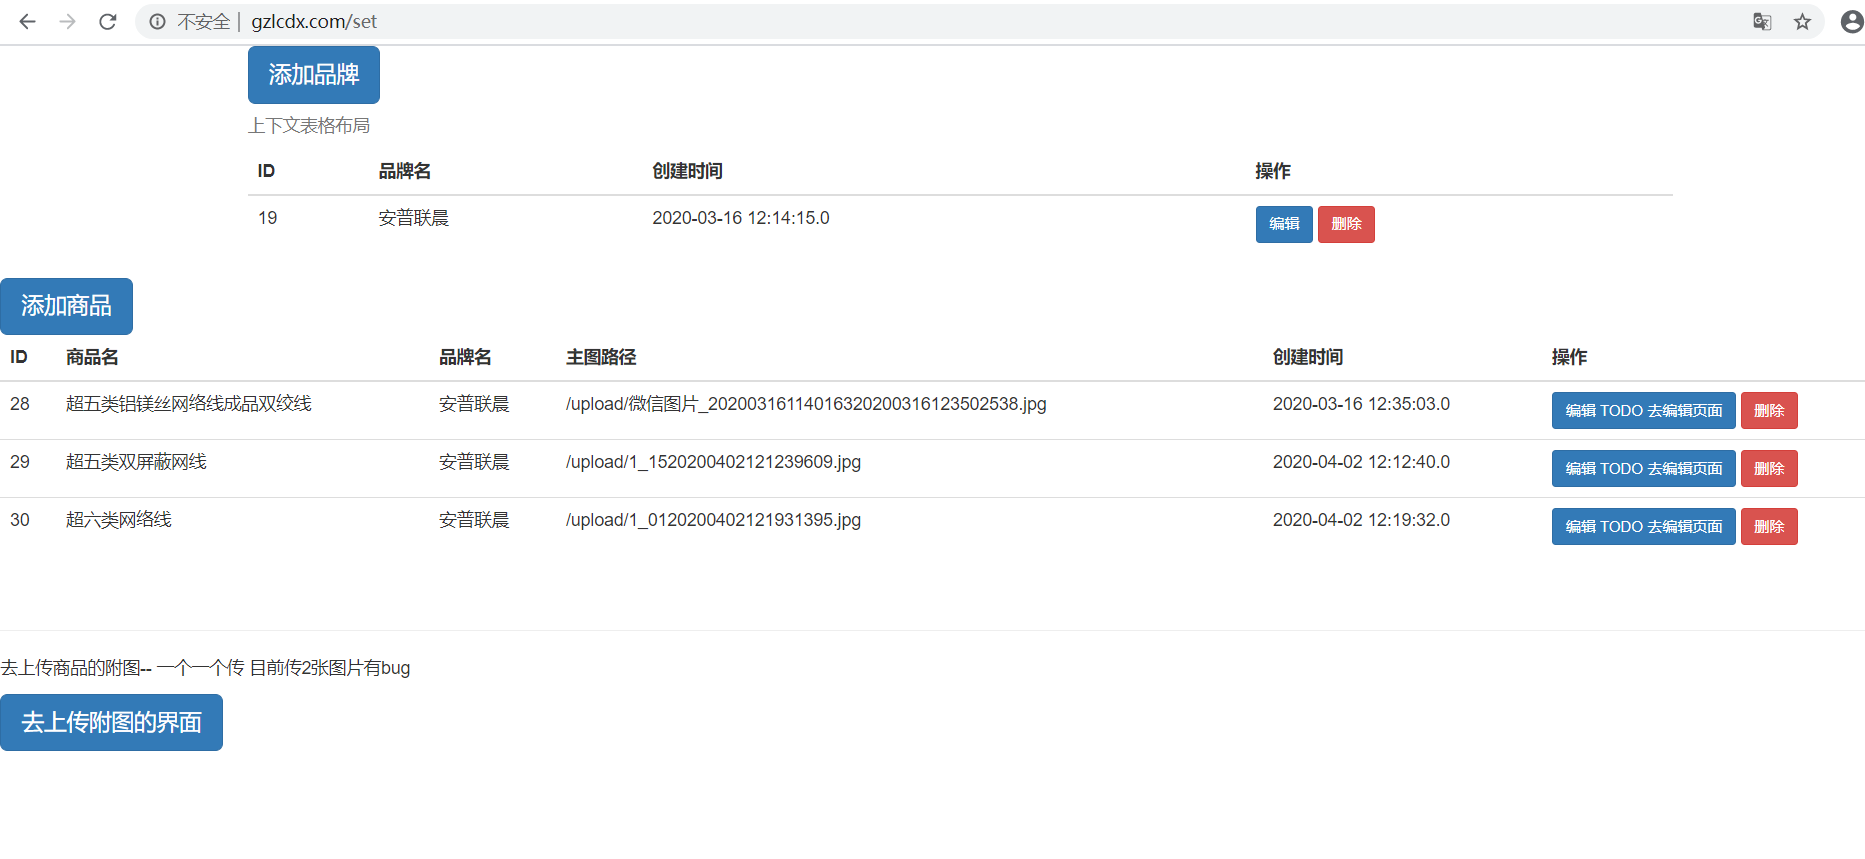 不安全 | gzlcdx.com/set
添加品牌
上下文表格布局
ID 品牌名 创建时间 操作
19 安普联晨 2020-03-16 12:14:15.0 编辑 删除
添加商品
ID 商品名 品牌名 主图路径 创建时间 操作
28 超五类铝镁丝网络线成品双绞线 安普联晨 /upload/微信图片_20200316114016320200316123502538.jpg 2020-03-16 12:35:03.0 编辑 TODO 去编辑页面 删除
29 超五类双屏蔽网线 安普联晨 /upload/1_1520200402121239609.jpg 2020-04-02 12:12:40.0 编辑 TODO 去编辑页面 删除
30 超六类网络线 安普联晨 /upload/1_0120200402121931395.jpg 2020-04-02 12:19:32.0 编辑 TODO 去编辑页面 删除
去上传商品的附图-- 一个一个传 目前传2张图片有bug
去上传附图的界面